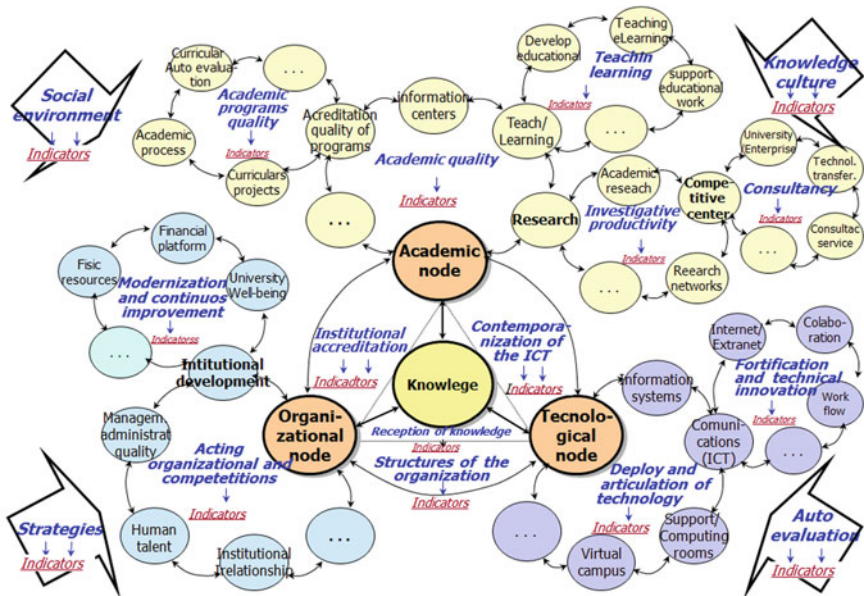 Social
environment
Indicators
Curricular
Auto evalua-
tion
. . .
Academic
programs
quality
Indicators
Academic
process
Curriculars
projects
Acreditation
quality of
programs
. . .
information
centers
Academic quality
Indicators
Develop
educational
Teaching
eLearning
TeachIn
learning
Indicators
support
educational
work
. . .
Teach/
Learning
Knowledge
culture
Indicators
Research
Academic
reseach
Investigative
productivity
Indicators
. . .
Reearch
networks
Compe-
titive
center
University
(Enterprise
Technol.
transfer.
Consultancy
Indicators
. . .
Consultac
service
Academic
node
Financial
platform
Fisic
resources
University
Well-being
Modernization
and continuos
improvement
Indicatorss
. . .
Intitutional
development
Institutional
accreditation
Indicadtors
Contempora-
nization of
the ICT
Indicators
Knowlege
Organi-
zational
node
Reception of knowledge
Indicators
Tecno-
logical
node
Structures of the
organization
Indicators
Managem.
administrat
quality
Acting
organizational and
competetitions
Indicators
Human
talent
Institutional
Irelationship
. . .
Information
systems
Internet/
Extranet
Colabo-
ration
Fortification
and technical
innovation
Indicators
Work
flow
Comuni-
cations
(ICT)
. . .
Deploy and
articulation of
technology
Indicators
. . .
Virtual
campus
Support/
Computing
rooms
Strategies
Indicators
Auto
evaluation
Indicators